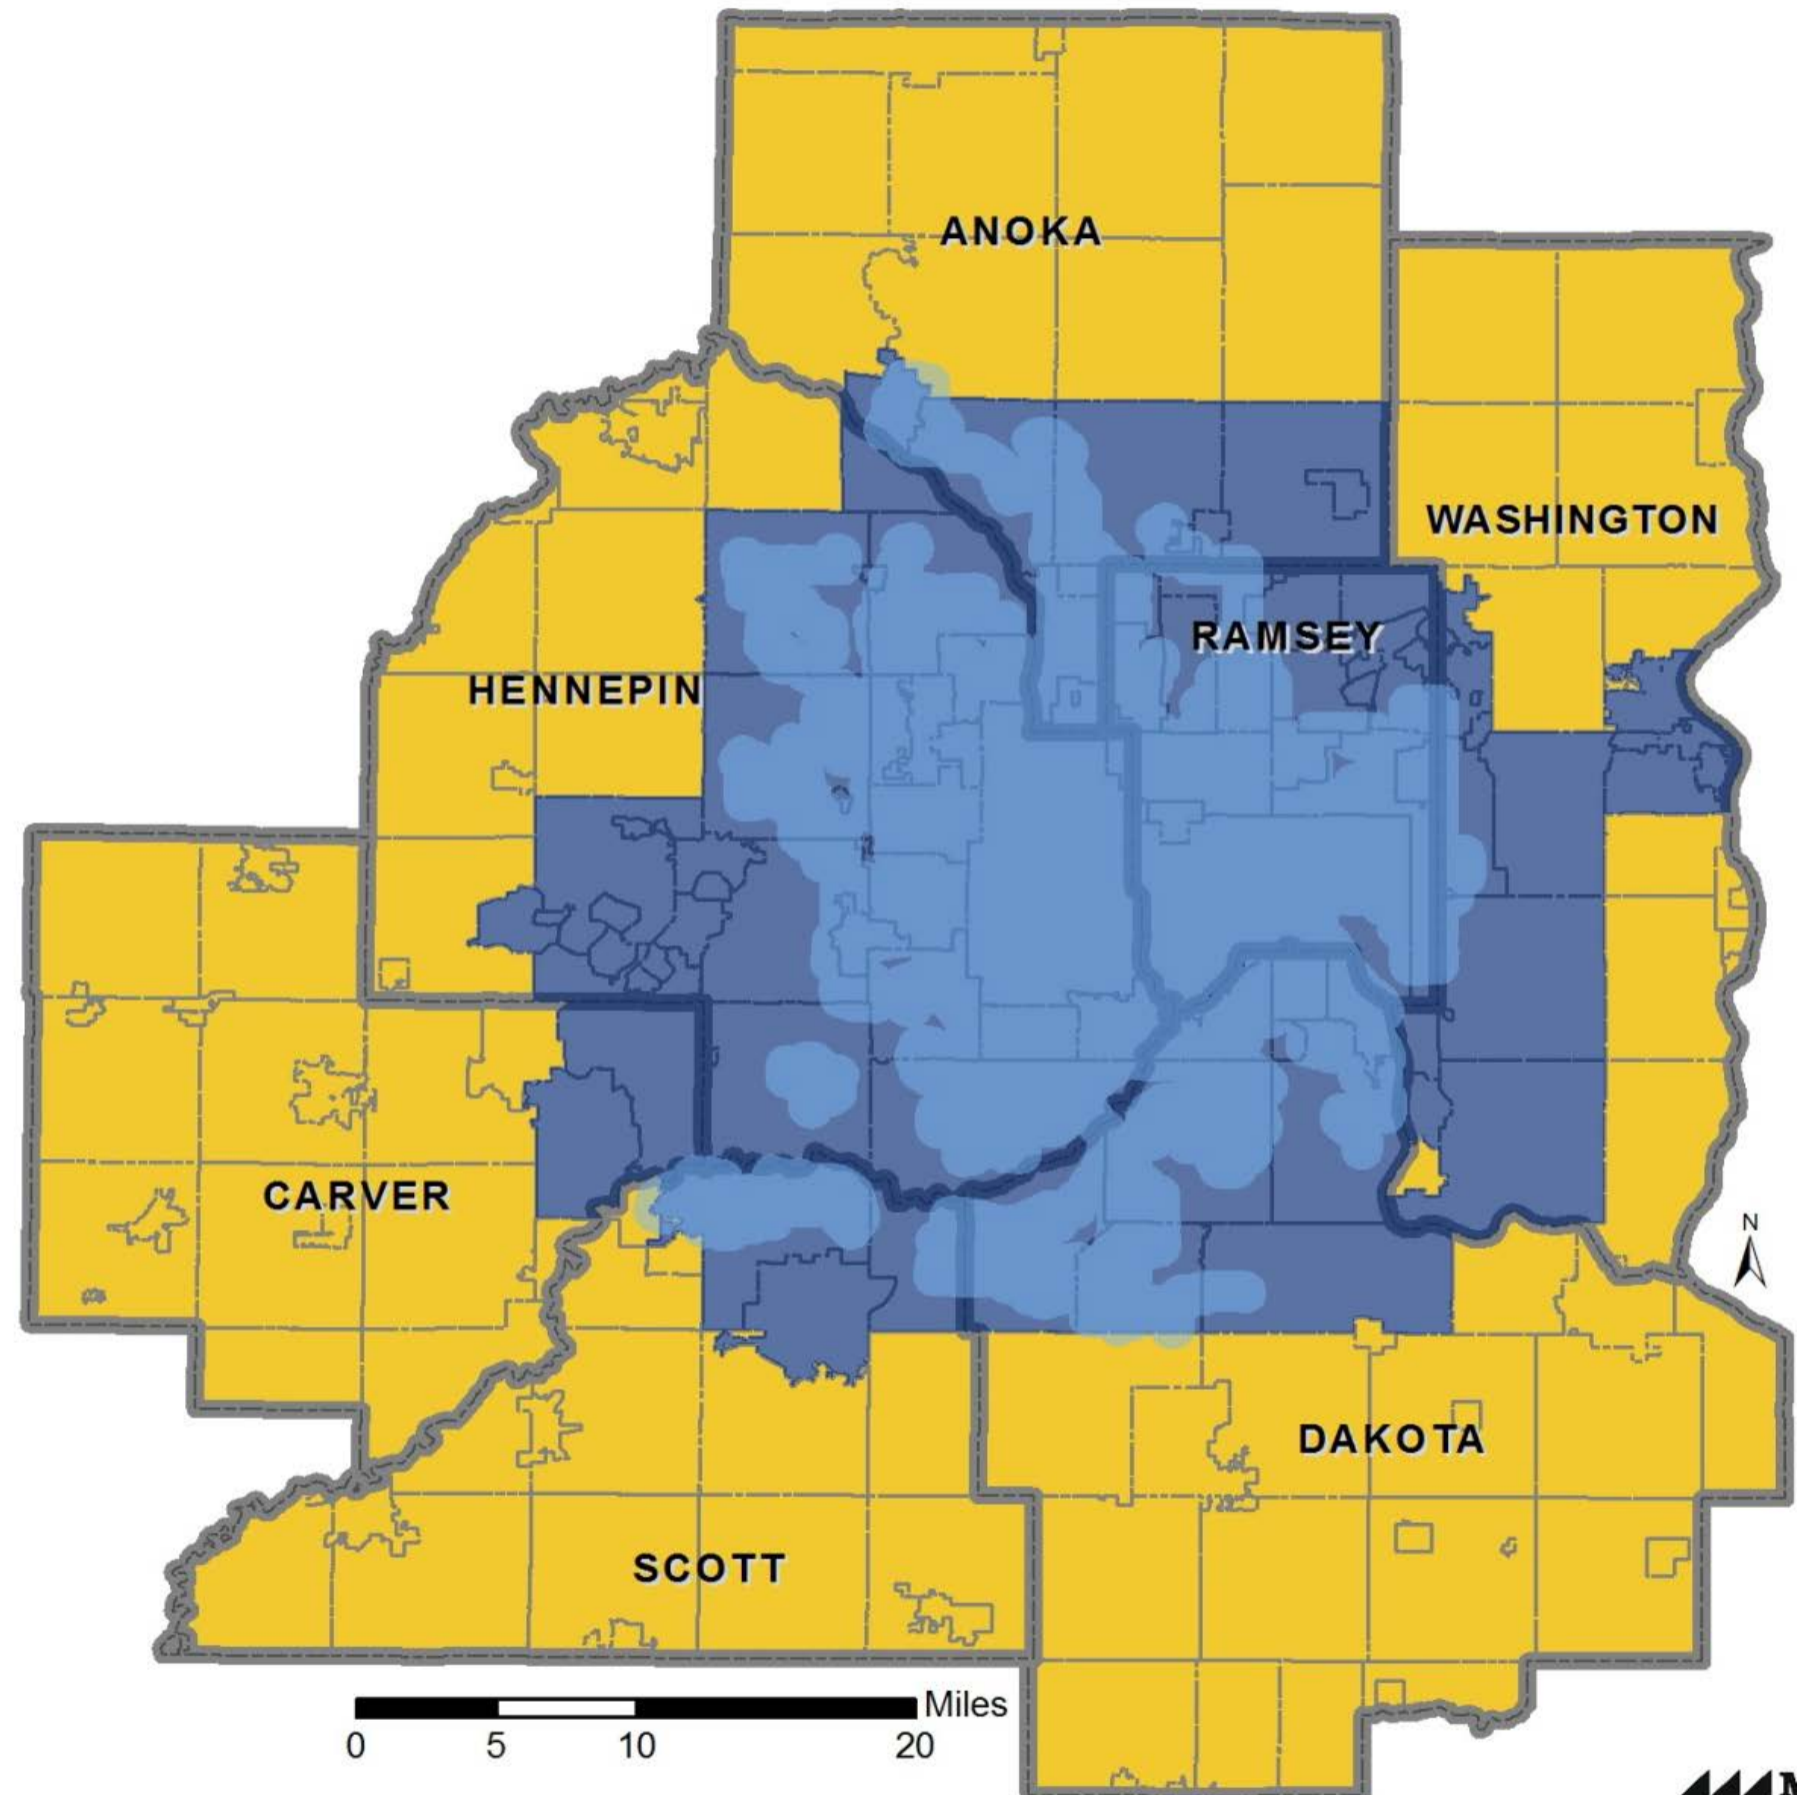 ANOKA
WASHINGTON
RAMSEY
HENNEPIN
CARVER
N
DAKOTA
SCOTT
Miles
0 5 10 20